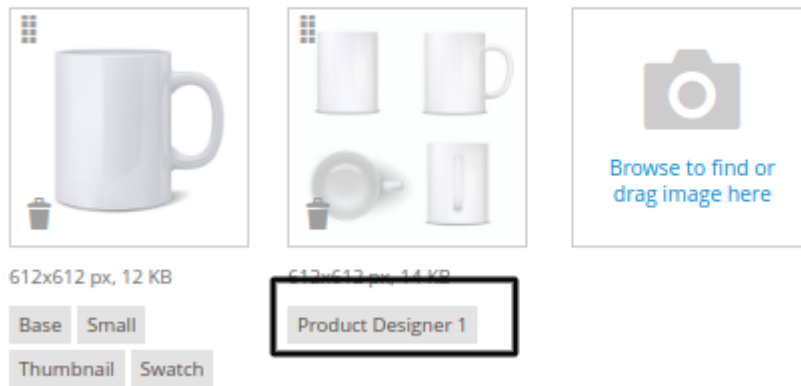 Browse to find or
drag image here
612x612 px, 12 KB
612x612 px, 14 KB
Base Small
Product Designer 1
Thumbnail Swatch